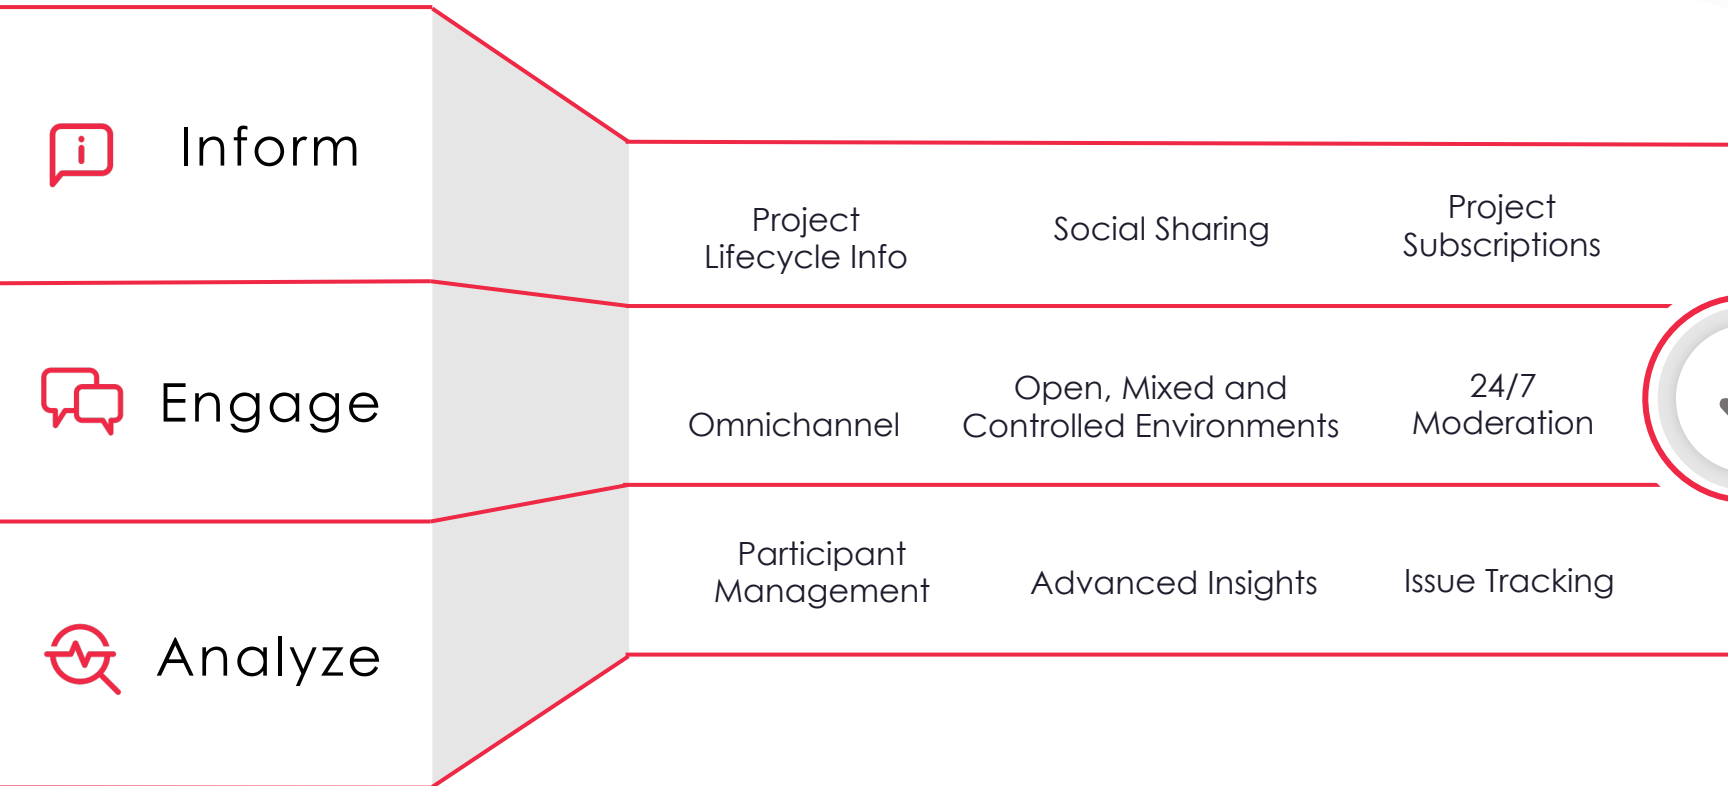 Inform
Project
Lifecycle Info
Social Sharing
Project
Subscriptions
Engage
Omnichannel
Open, Mixed and
Controlled Environments
24/7
Moderation
Analyze
Participant
Management
Advanced Insights
Issue Tracking